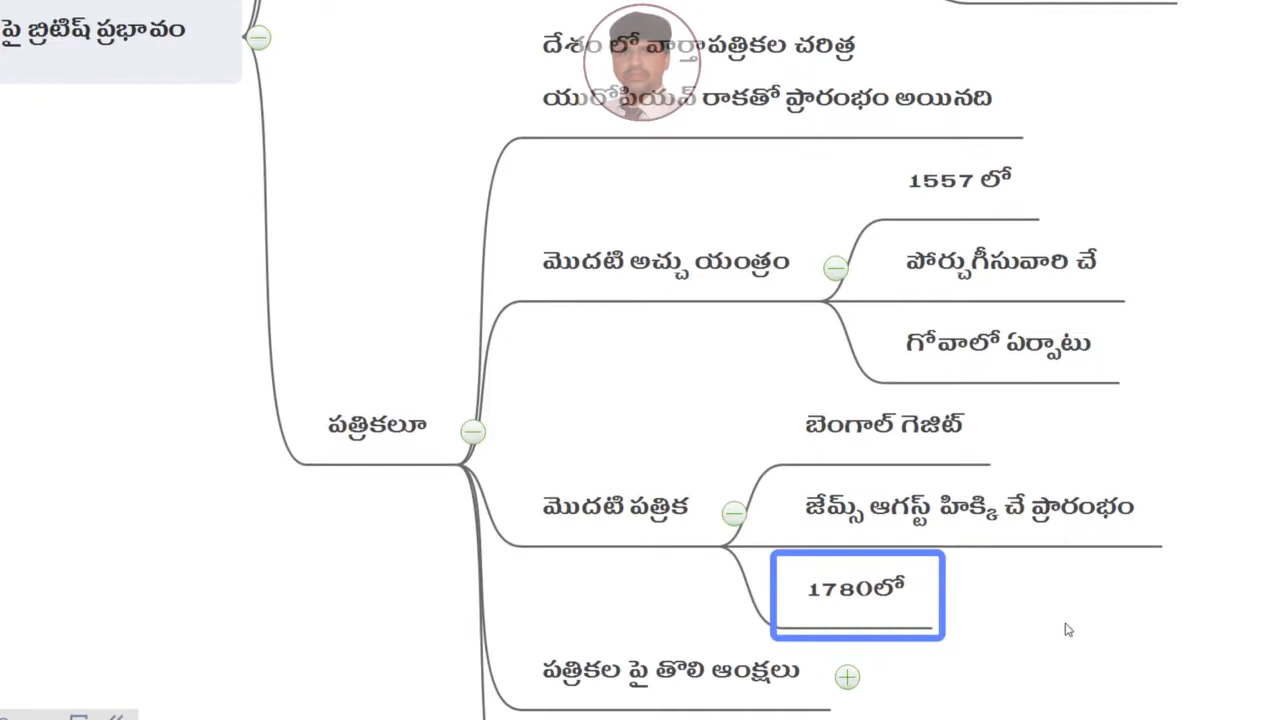 పై బ్రిటిష్ ప్రభావం
దేశం లో వార్తాపత్రికల చరిత్ర
యురోపియన్ రాకతో ప్రారంభం అయినది
1557 లో
మొదటి అచ్చు యంత్రం
పోర్చుగీసువారి చే
గోవాలో ఏర్పాటు
పత్రికలూ
బెంగాల్ గెజిట్
మొదటి పత్రిక
జేమ్స్ ఆగస్ట్ హిక్కి చే ప్రారంభం
1780లో
పత్రికల పై తొలి ఆంక్షలు